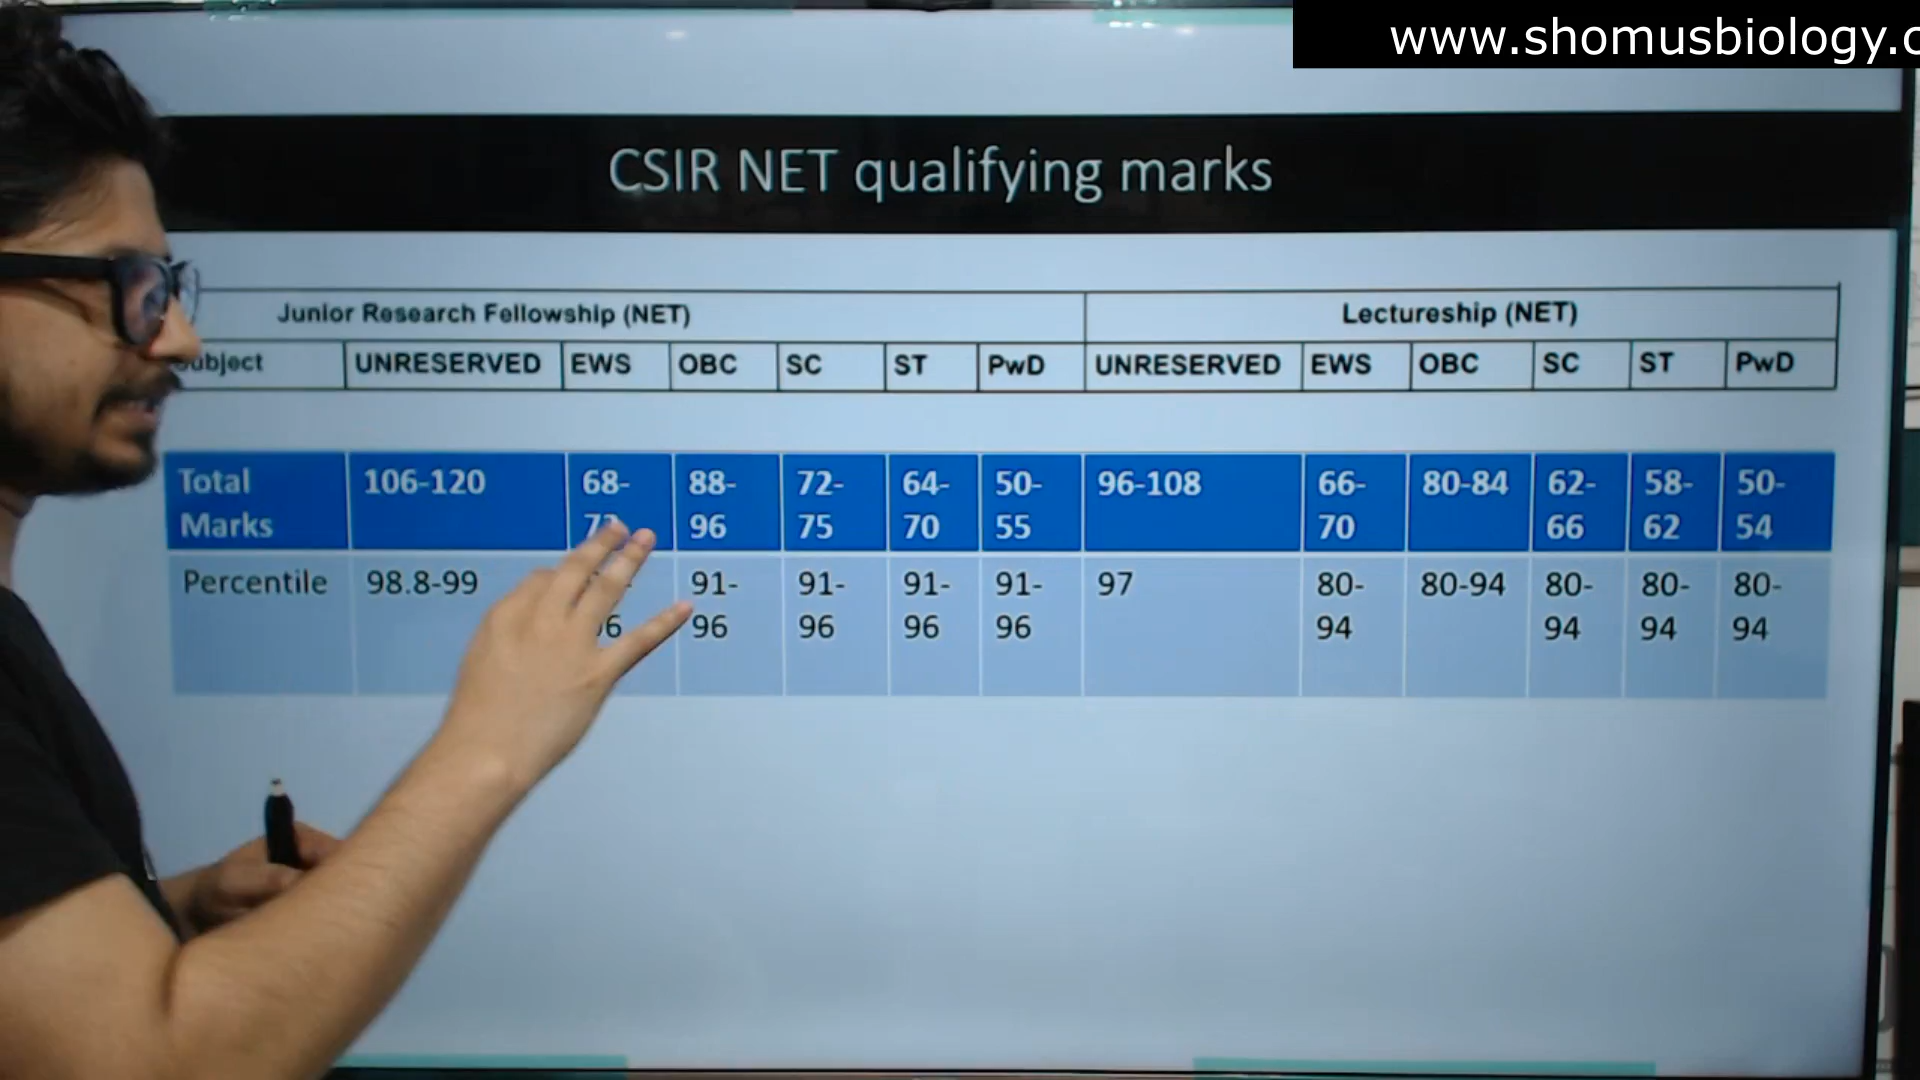 www.shomusbiology.c
CSIR NET qualifying marks
Junior Research Fellowship (NET) Lectureship (NET)
ubject UNRESERVED EWS OBC SC ST PwD UNRESERVED EWS OBC SC ST PwD
Total 106-120 68- 88- 72- 64- 50- 96-108 66- 80-84 62- 58- 50-
Marks 96 75 70 55 70 66 62 54
Percentile 98.8-99 91- 91- 91- 91- 97 80- 80-94 80- 80- 80-
96 96 96 96 94 94 94 94